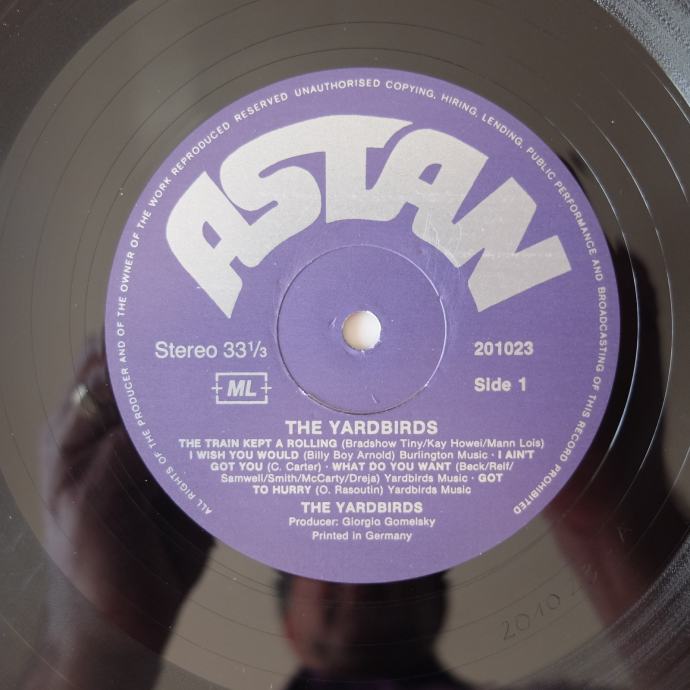 ALL RIGHTS OF THE PRODUCER AND OF THE OWNER OF THE WORK REPRODUCED RESERVED UNAUTHORISED COPYING, HIRING, LENDING, PUBLIC PERFORMANCE AND BROADCASTING OF THIS RECORD PROHIBITED
ASTAN
Stereo 33⅓
201023
ML
Side 1
THE YARDBIRDS
THE TRAIN KEPT A ROLLING (Bradshow Tiny/Kay Howei/Mann Lois)
I WISH YOU WOULD (Billy Boy Arnold) Burlington Music · I AIN'T
GOT YOU (C. Carter) · WHAT DO YOU WANT (Beck/Relf/
Samwell/Smith/McCarty/Dreja) Yardbirds Music · GOT
TO HURRY (O. Rasoutin) Yardbirds Music
THE YARDBIRDS
Producer: Giorgio Gomelsky
Printed in Germany